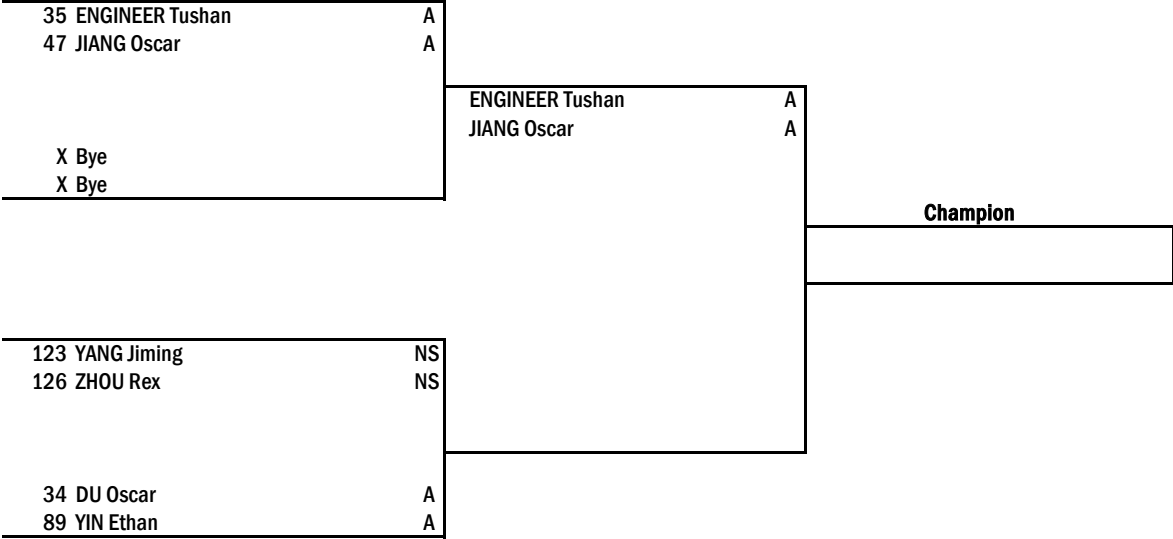 35 ENGINEER Tushan A
47 JIANG Oscar A
ENGINEER Tushan A
JIANG Oscar A
X Bye
X Bye
Champion
123 YANG Jiming NS
126 ZHOU Rex NS
34 DU Oscar A
89 YIN Ethan A